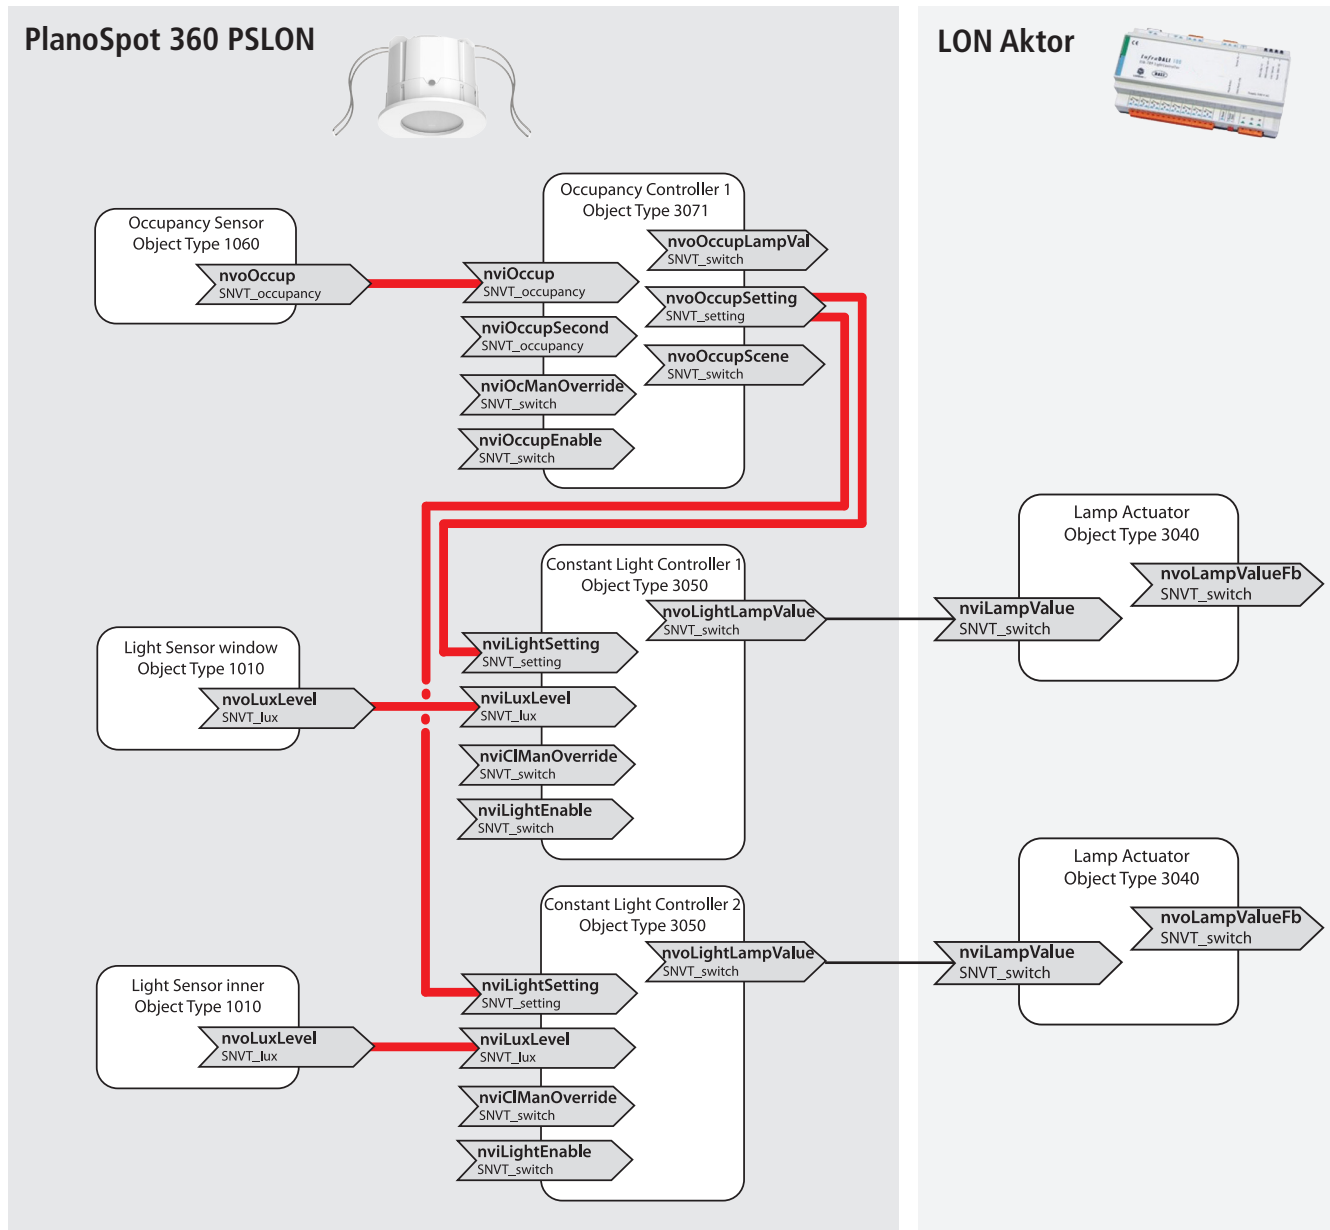 PlanoSpot 360 PSLON
LON Aktor
Occupancy Sensor
Object Type 1060
nvoOccup
SNVT_occupancy
Occupancy Controller 1
Object Type 3071
nvoOccupLampVal
SNVT_switch
nviOccup
SNVT_occupancy
nvoOccupSetting
SNVT_setting
nviOccupSecond
SNVT_occupancy
nvoOccupScene
SNVT_switch
nviOcManOverride
SNVT_switch
nviOccupEnable
SNVT_switch
Lamp Actuator
Object Type 3040
nvoLampValueFb
SNVT_switch
nviLampValue
SNVT_switch
Constant Light Controller 1
Object Type 3050
nvoLightLampValue
SNVT_switch
nviLightSetting
SNVT_setting
Light Sensor window
Object Type 1010
nvoLuxLevel
SNVT_lux
nviLuxLevel
SNVT_lux
nviClManOverride
SNVT_switch
nviLightEnable
SNVT_switch
Lamp Actuator
Object Type 3040
nvoLampValueFb
SNVT_switch
nviLampValue
SNVT_switch
Constant Light Controller 2
Object Type 3050
nvoLightLampValue
SNVT_switch
nviLightSetting
SNVT_setting
Light Sensor inner
Object Type 1010
nvoLuxLevel
SNVT_lux
nviLuxLevel
SNVT_lux
nviClManOverride
SNVT_switch
nviLightEnable
SNVT_switch